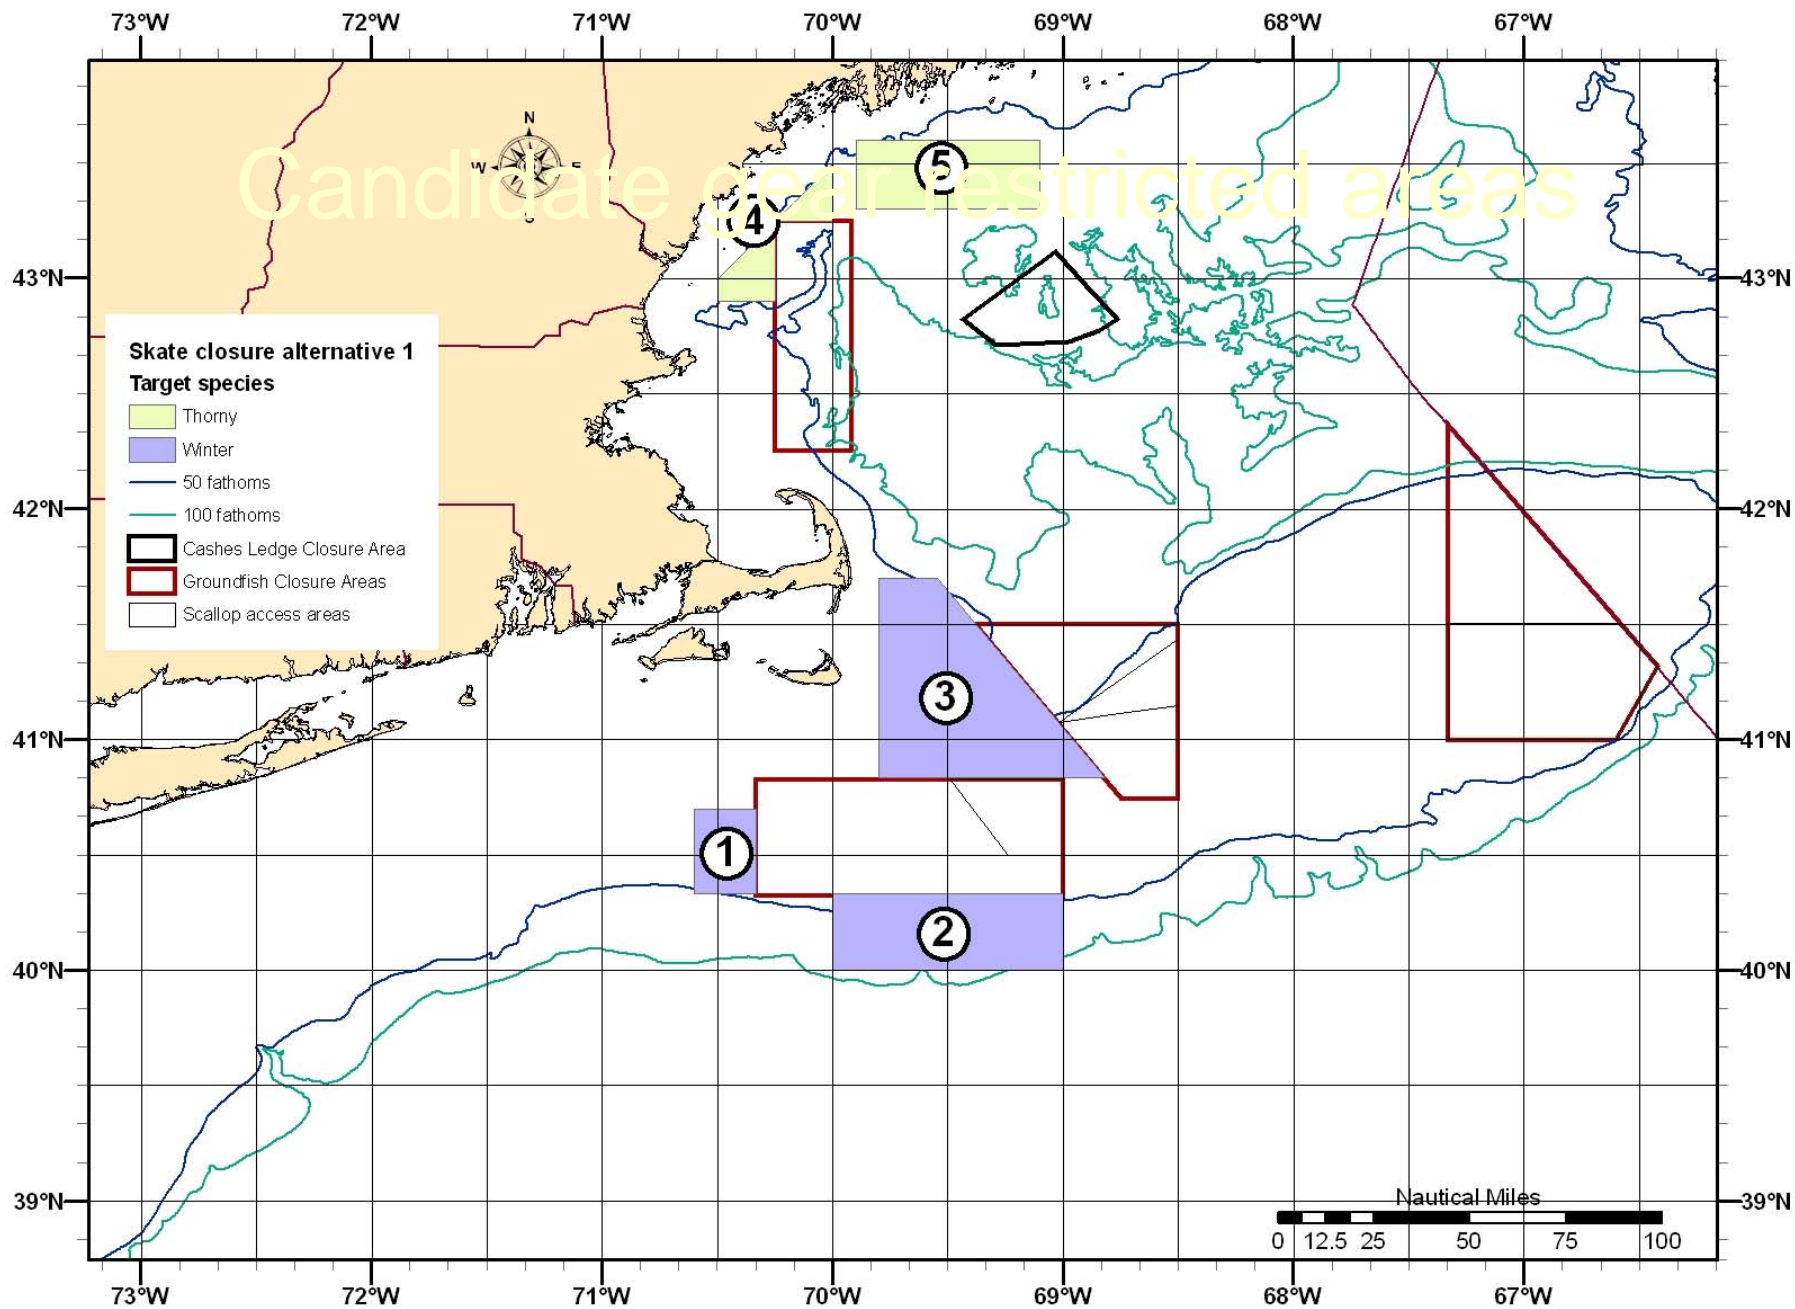 73°W 72°W 71°W 70°W 69°W 68°W 67°W
N
W E
S
Candidate gear restricted areas
5
4
43°N 43°N
Skate closure alternative 1
Target species
Thorny
Winter
50 fathoms
100 fathoms
Cashes Ledge Closure Area
Groundfish Closure Areas
Scallop access areas
42°N 42°N
3
41°N 41°N
1
2
40°N 40°N
39°N 39°N
Nautical Miles
0 12.5 25 50 75 100
73°W 72°W 71°W 70°W 69°W 68°W 67°W